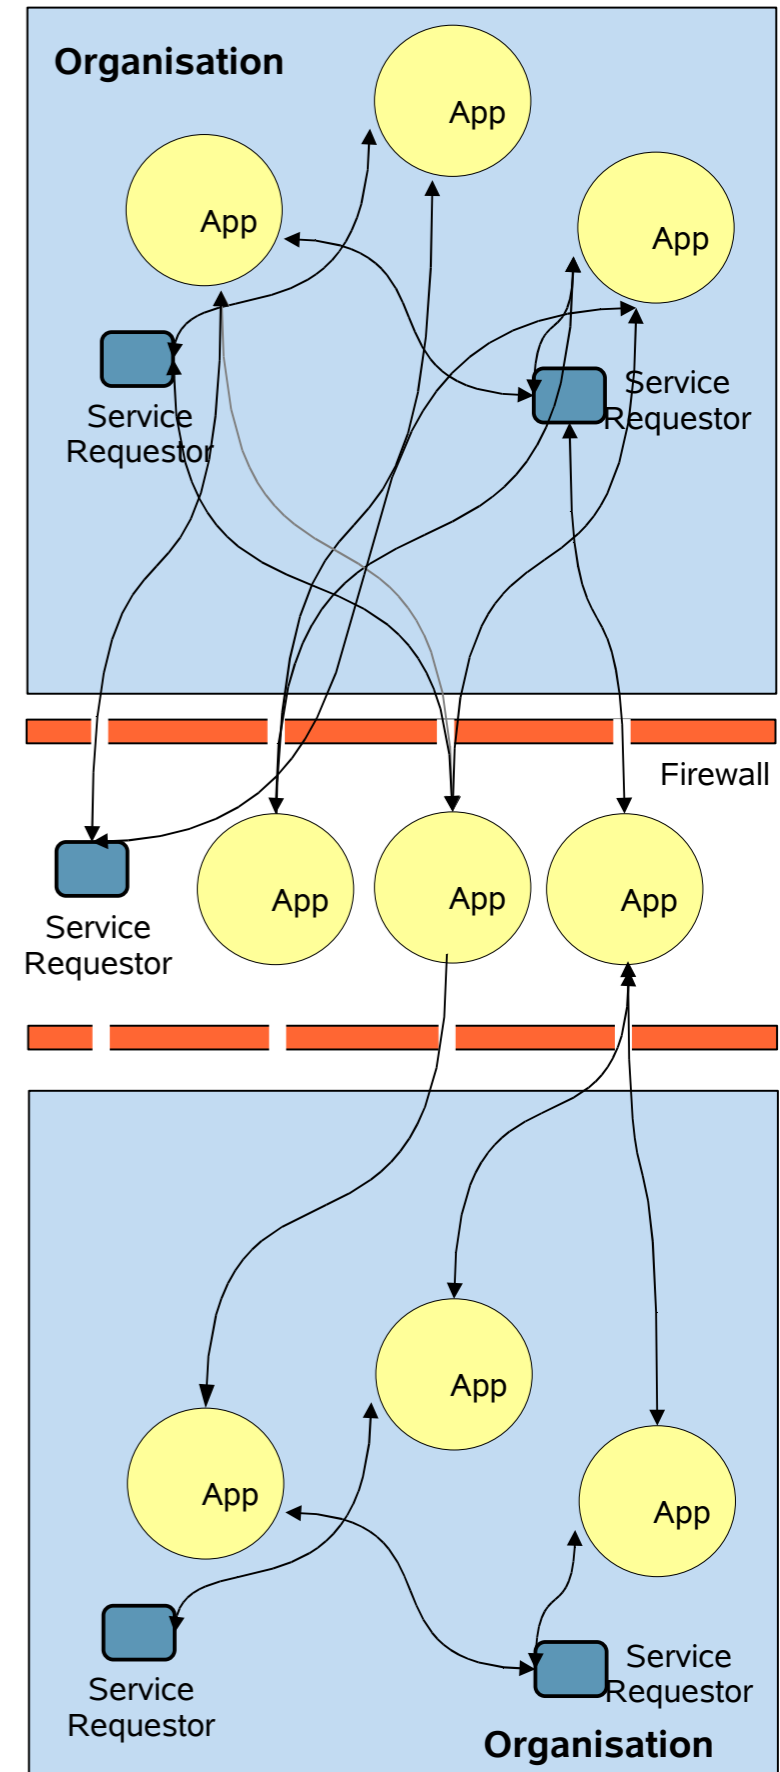 Organisation
App
App
App
Service
Requestor
Service
Requestor
Firewall
App
App
App
Service
Requestor
App
App
App
Service
Requestor
Service
Requestor
Organisation